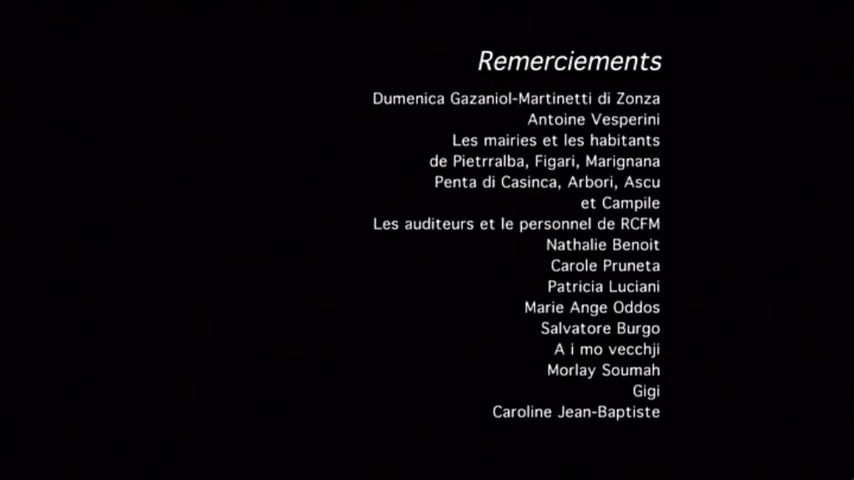 Remerciements
Dumenica Gazaniol-Martinetti di Zonza
Antoine Vesperini
Les mairies et les habitants
de Pietrralba, Figari, Marignana
Penta di Casinca, Arbori, Ascu
et Campile
Les auditeurs et le personnel de RCFM
Nathalie Benoit
Carole Pruneta
Patricia Luciani
Marie Ange Oddos
Salvatore Burgo
A i mo vecchji
Morlay Soumah
Gigi
Caroline Jean-Baptiste